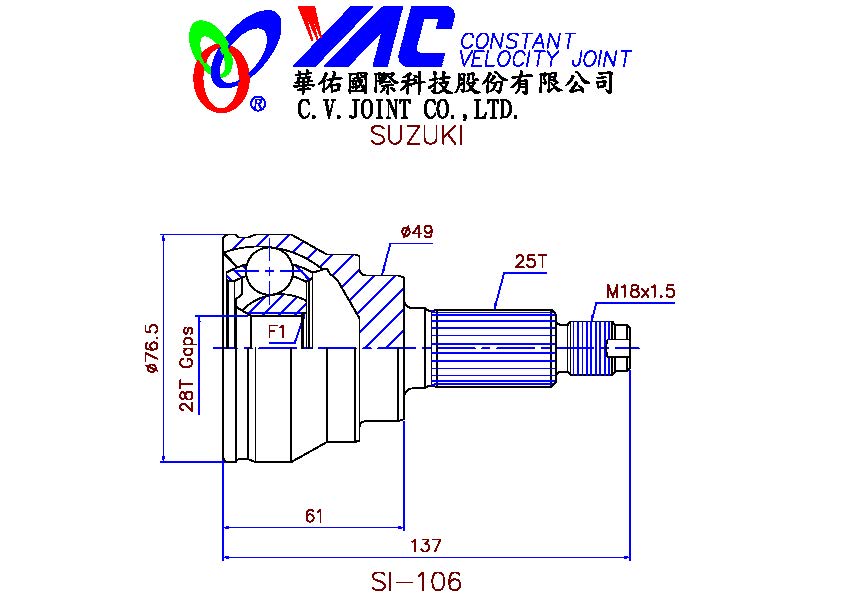 YAC CONSTANT
VELOCITY JOINT
®
華佑國際科技股份有限公司
C.V.JOINT CO.,LTD.
SUZUKI
ø49
25T
M18x1.5
F1
ø76.5
28T Gaps
61
137
SI-106